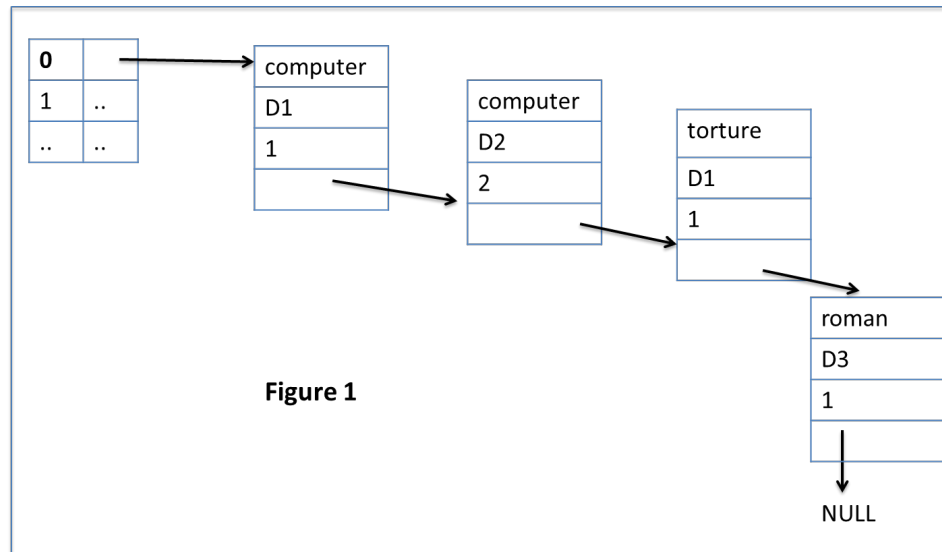 0
1 ..
.. ..
computer
D1
1
computer
D2
2
torture
D1
1
roman
D3
1
NULL
Figure 1